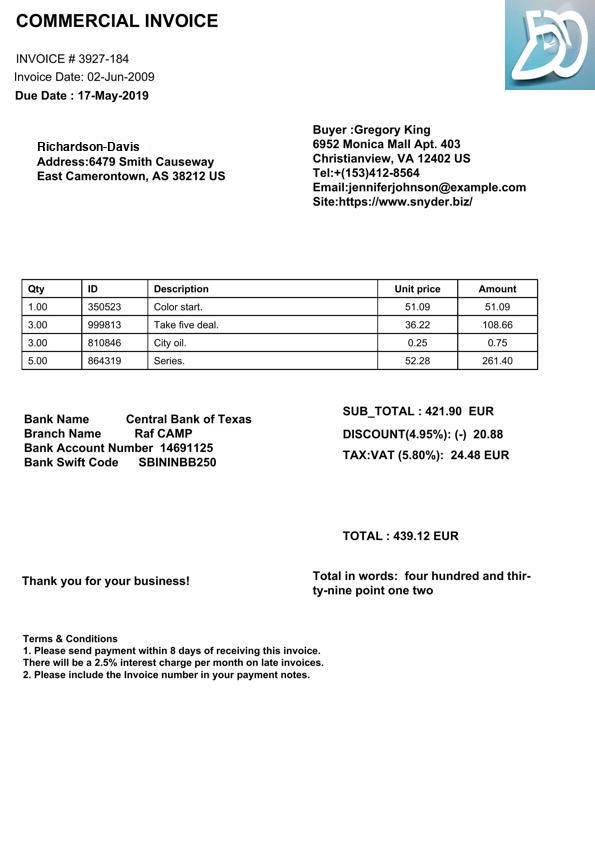 COMMERCIAL INVOICE
INVOICE # 3927-184
Invoice Date: 02-Jun-2009
Due Date : 17-May-2019
Richardson-Davis
Address:6479 Smith Causeway
East Camerontown, AS 38212 US
Buyer :Gregory King
6952 Monica Mall Apt. 403
Christianview, VA 12402 US
Tel:+(153)412-8564
Email:jenniferjohnson@example.com
Site:https://www.snyder.biz/
Qty ID Description Unit price Amount
1.00 350523 Color start. 51.09 51.09
3.00 999813 Take five deal. 36.22 108.66
3.00 810846 City oil. 0.25 0.75
5.00 864319 Series. 52.28 261.40
Bank Name Central Bank of Texas
Branch Name Raf CAMP
Bank Account Number 14691125
Bank Swift Code SBININBB250
SUB_TOTAL : 421.90 EUR
DISCOUNT(4.95%): (-) 20.88
TAX:VAT (5.80%): 24.48 EUR
TOTAL : 439.12 EUR
Thank you for your business!
Total in words: four hundred and thir-
ty-nine point one two
Terms & Conditions
1. Please send payment within 8 days of receiving this invoice.
There will be a 2.5% interest charge per month on late invoices.
2. Please include the Invoice number in your payment notes.